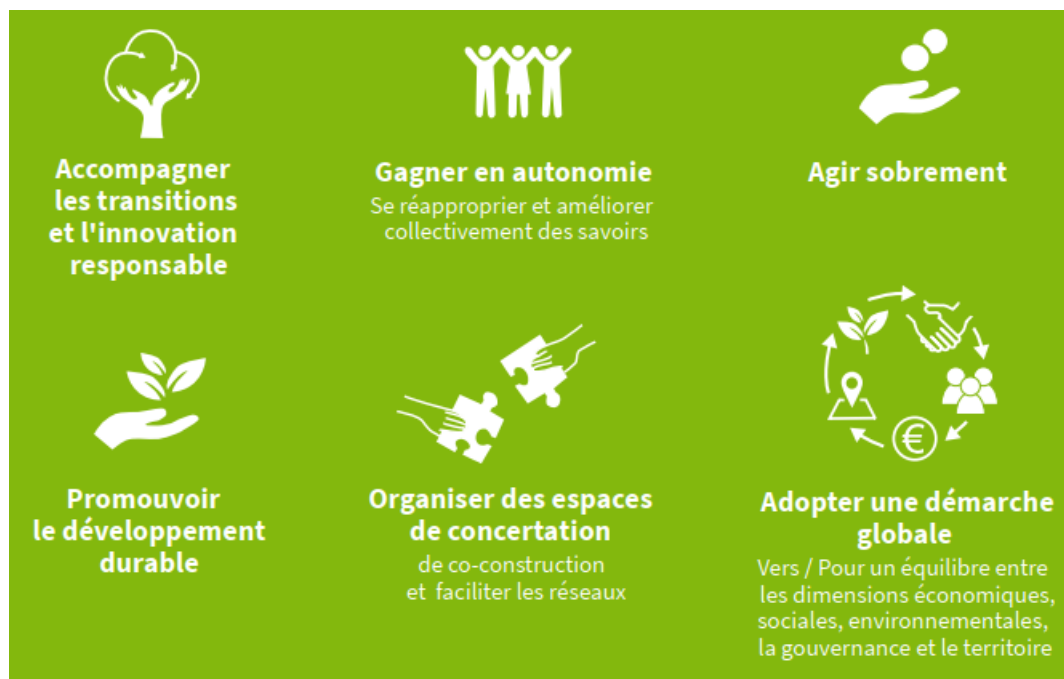 Accompagner
les transitions
et l'innovation
responsable
Gagner en autonomie
Se réapproprier et améliorer
collectivement des savoirs
Agir sobrement
Promouvoir
le développement
durable
Organiser des espaces
de concertation
de co-construction
et faciliter les réseaux
€
Adopter une démarche
globale
Vers / Pour un équilibre entre
les dimensions économiques,
sociales, environnementales,
la gouvernance et le territoire